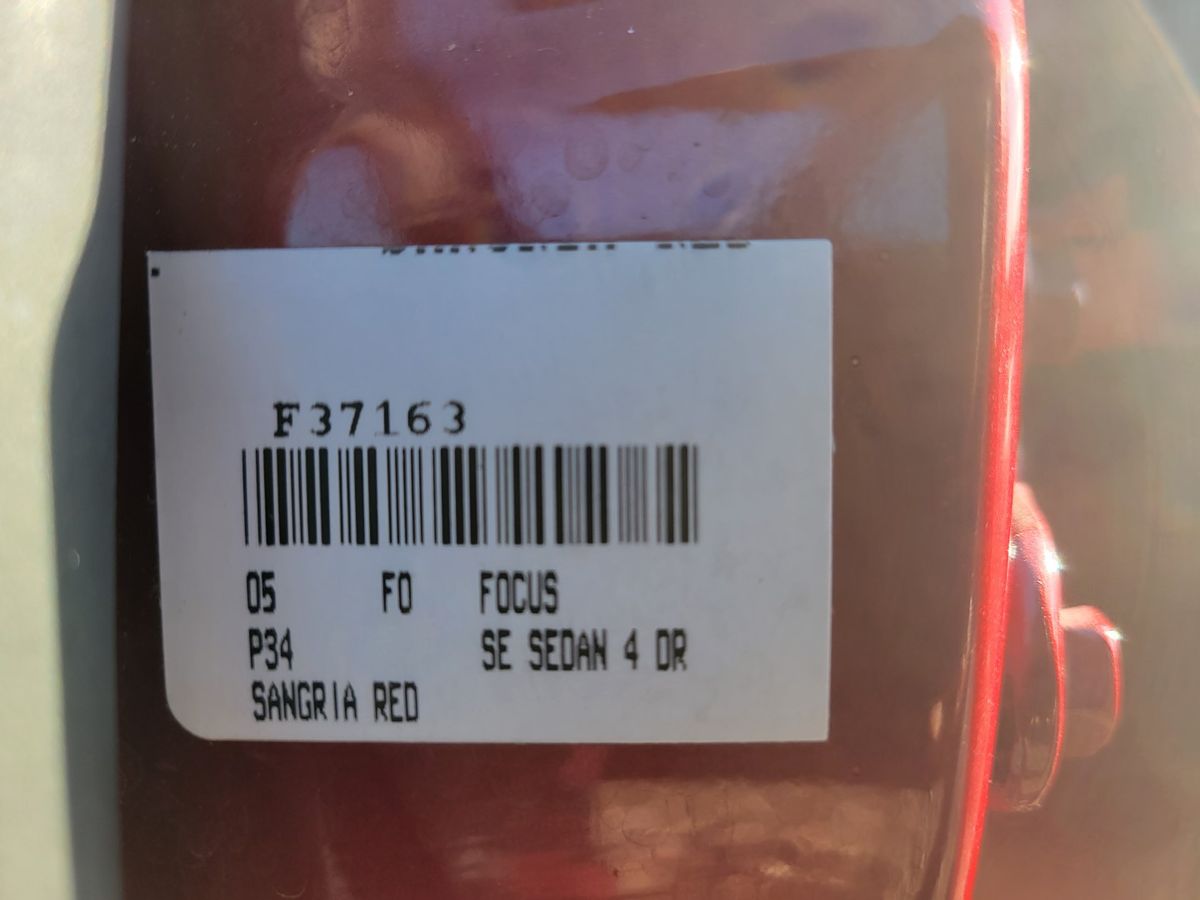 F37163
05 FO FOCUS
P34 SE SEDAN 4 DR
SANGRIA RED